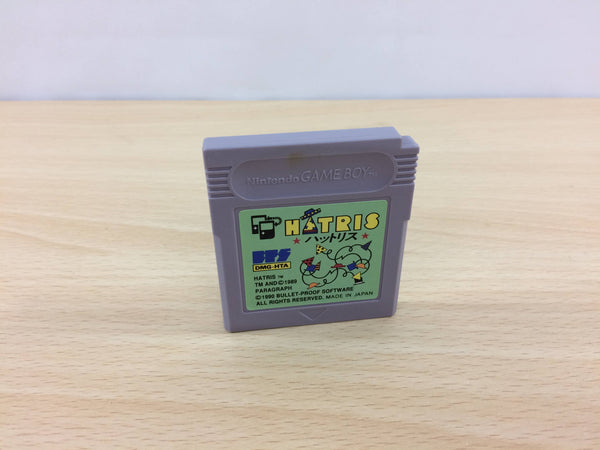 Nintendo GAME BOY TM
HATRIS
ハットリス
BPS
DMG-HTA
HATRIS TM
TM AND © 1989
PARAGRAPH
© 1990 BULLET-PROOF SOFTWARE
ALL RIGHTS RESERVED. MADE IN JAPAN